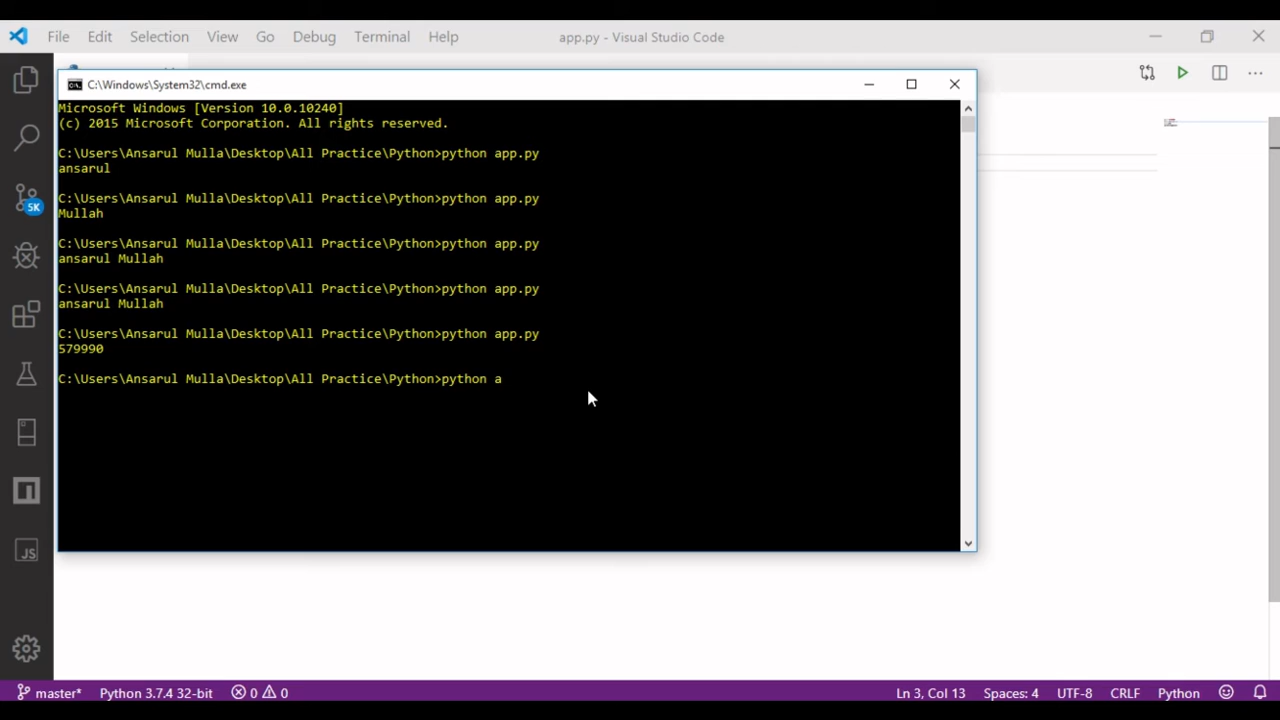 File Edit Selection View Go Debug Terminal Help app.py - Visual Studio Code
C:\Windows\System32\cmd.exe
Microsoft Windows [Version 10.0.10240]
(c) 2015 Microsoft Corporation. All rights reserved.
C:\Users\Ansarul Mulla\Desktop\All Practice\Python>python app.py
ansarul
C:\Users\Ansarul Mulla\Desktop\All Practice\Python>python app.py
Mullah
C:\Users\Ansarul Mulla\Desktop\All Practice\Python>python app.py
ansarul Mullah
C:\Users\Ansarul Mulla\Desktop\All Practice\Python>python app.py
ansarul Mullah
C:\Users\Ansarul Mulla\Desktop\All Practice\Python>python app.py
579990
C:\Users\Ansarul Mulla\Desktop\All Practice\Python>python a
5K
JS
master* Python 3.7.4 32-bit 0 0 Ln 3, Col 13 Spaces: 4 UTF-8 CRLF Python